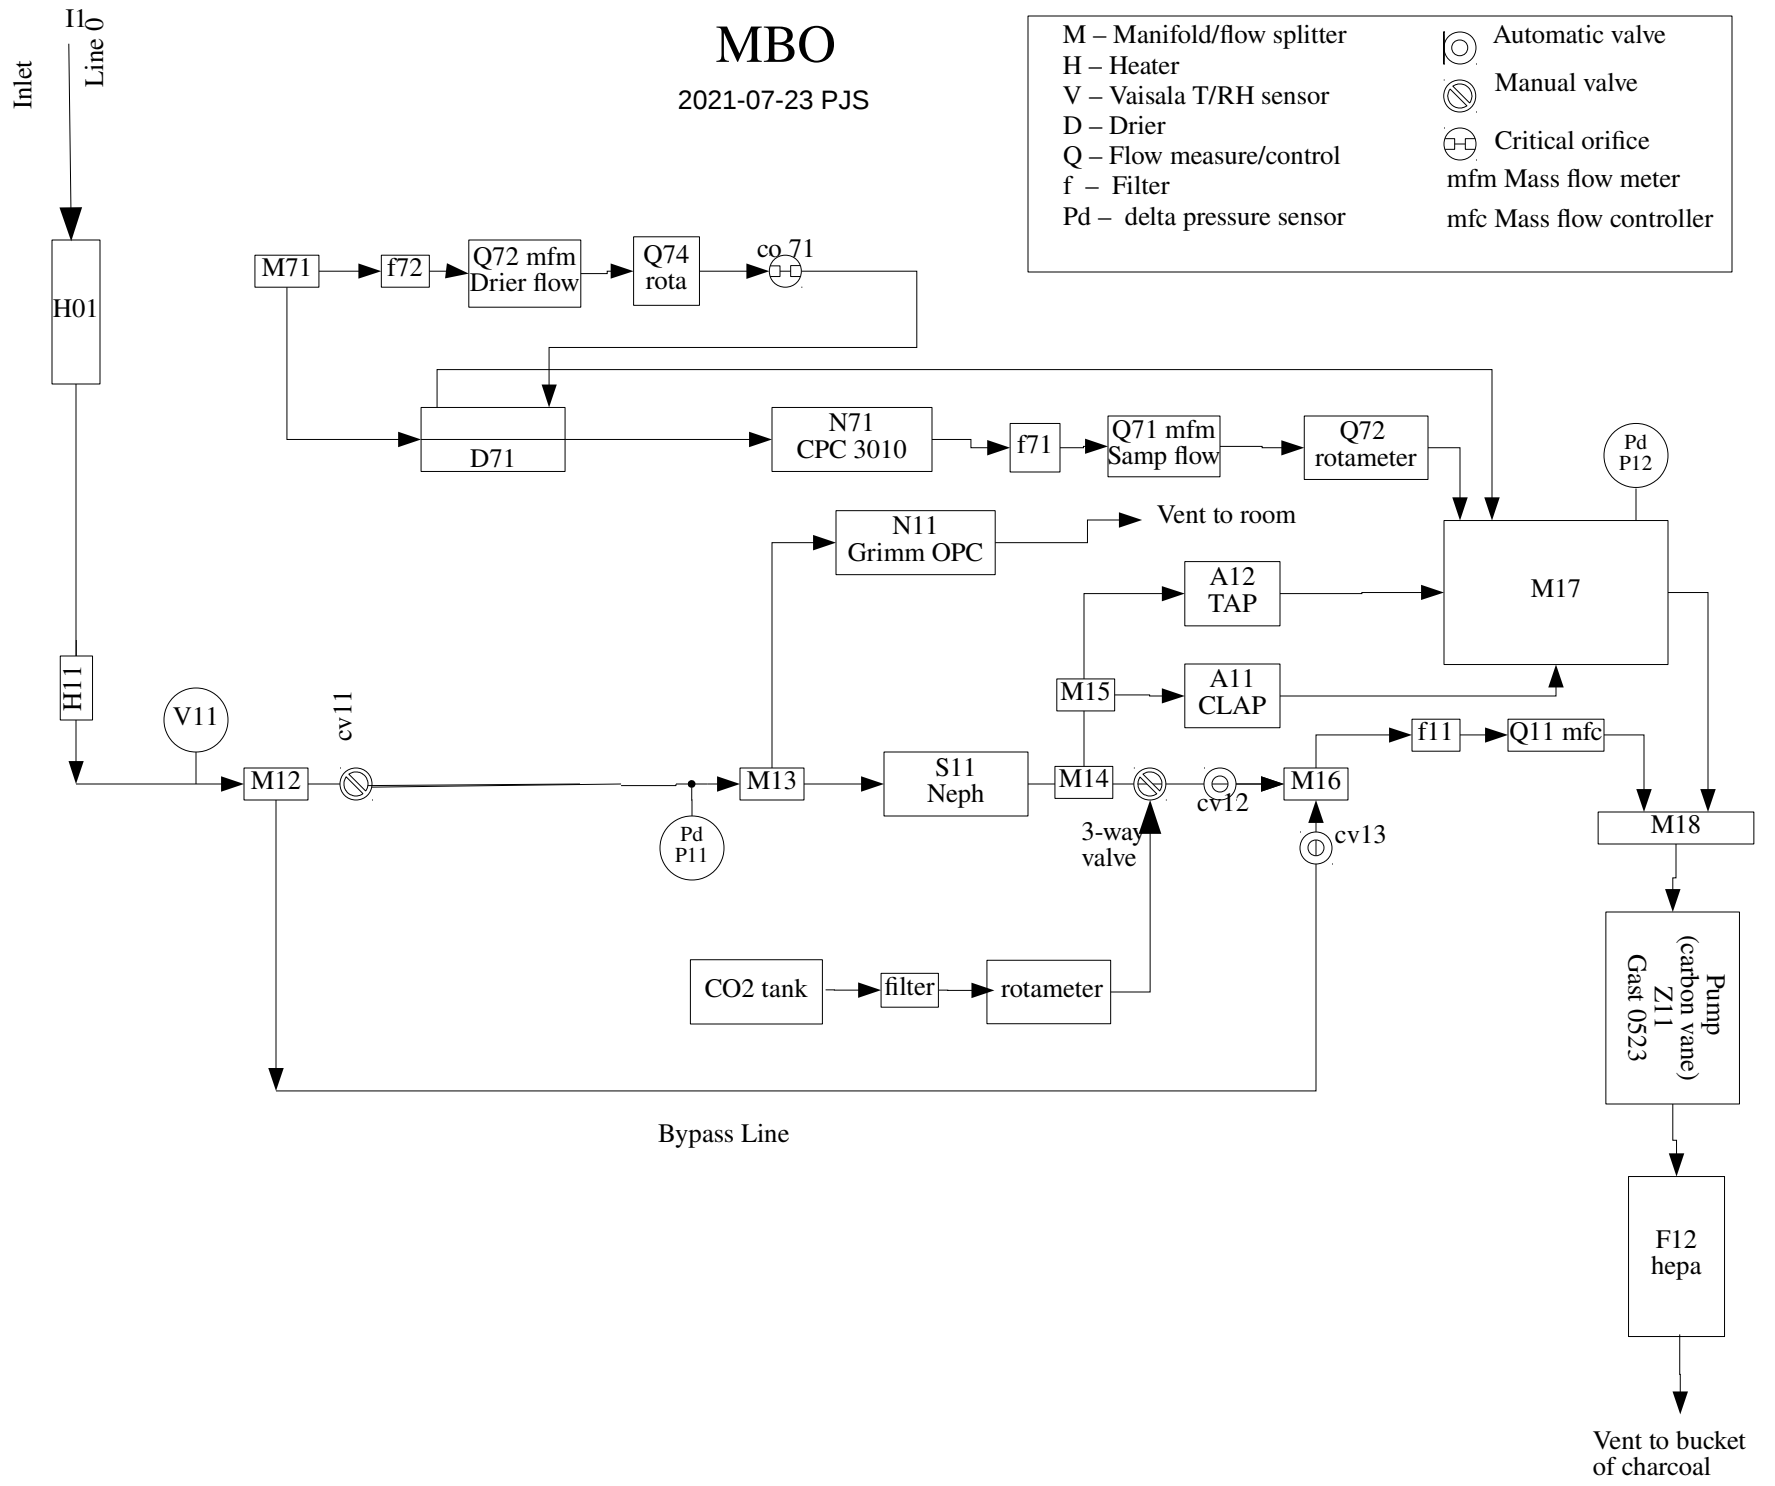 I1
Line 0
Inlet
MBO
2021-07-23 PJS
M – Manifold/flow splitter
H – Heater
V – Vaisala T/RH sensor
D – Drier
Q – Flow measure/control
f – Filter
Pd – delta pressure sensor
Automatic valve
Manual valve
Critical orifice
mfm Mass flow meter
mfc Mass flow controller
H01
M71
f72
Q72 mfm
Drier flow
Q74
rota
co 71
D71
N71
CPC 3010
f71
Q71 mfm
Samp flow
Q72
rotameter
Pd
P12
N11
Grimm OPC
Vent to room
A12
TAP
M17
H11
V11
cv11
M15
A11
CLAP
f11
Q11 mfc
M12
M13
S11
Neph
M14
cv12
M16
M18
Pd
P11
3-way
valve
cv13
CO2 tank
filter
rotameter
Pump
(carbon vane)
Z11
Gast 0523
Bypass Line
F12
hepa
Vent to bucket
of charcoal